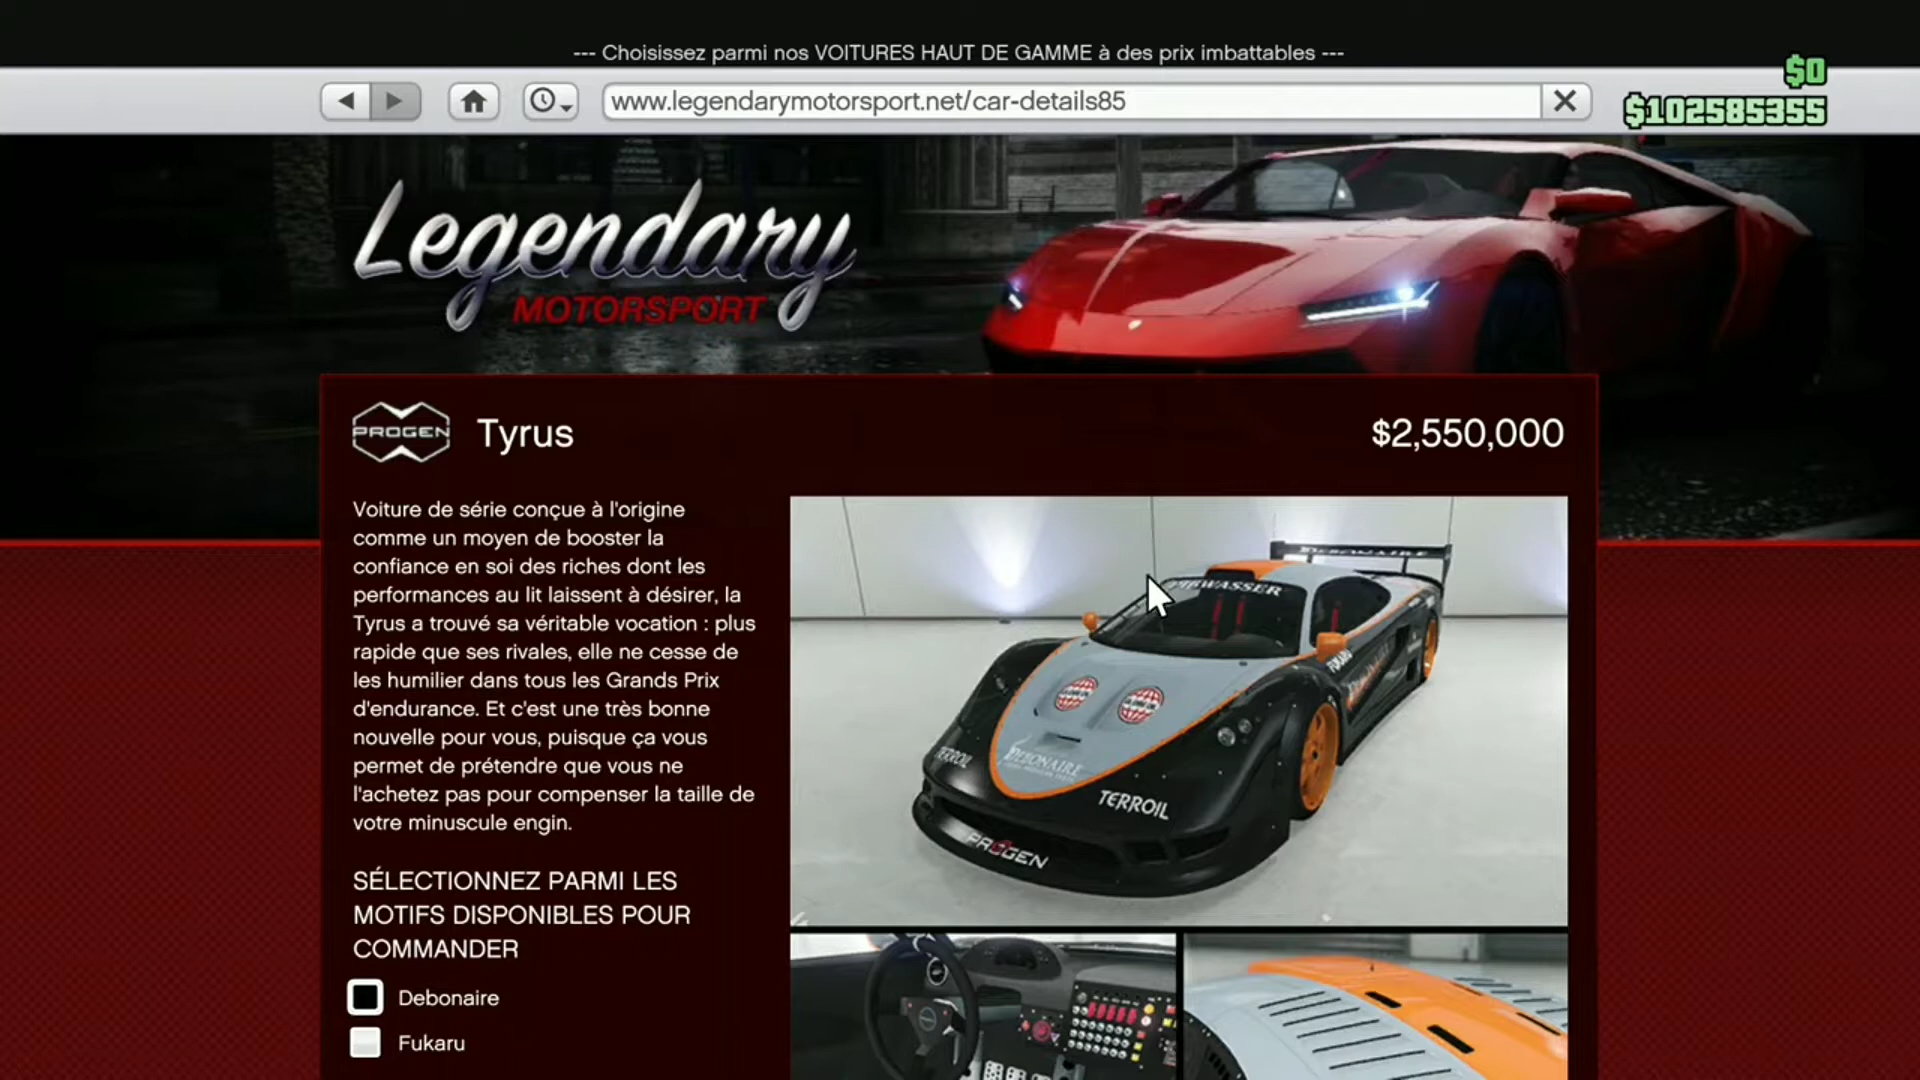 --- Choisissez parmi nos VOITURES HAUT DE GAMME à des prix imbattables ---
$0
www.legendarymotorsport.net/car-details85
$102585355
Legendary
MOTORSPORT
PROGEN
Tyrus
$2,550,000
Voiture de série conçue à l'origine
comme un moyen de booster la
confiance en soi des riches dont les
performances au lit laissent à désirer, la
Tyrus a trouvé sa véritable vocation : plus
rapide que ses rivales, elle ne cesse de
les humilier dans tous les Grands Prix
d'endurance. Et c'est une très bonne
nouvelle pour vous, puisque ça vous
permet de prétendre que vous ne
l'achetez pas pour compenser la taille de
votre minuscule engin.
SÉLECTIONNEZ PARMI LES
MOTIFS DISPONIBLES POUR
COMMANDER
Debonaire
Fukaru
DEBONAIRE
FUKARU
TERROIL
DEBONAIRE
TERROIL
PROGEN